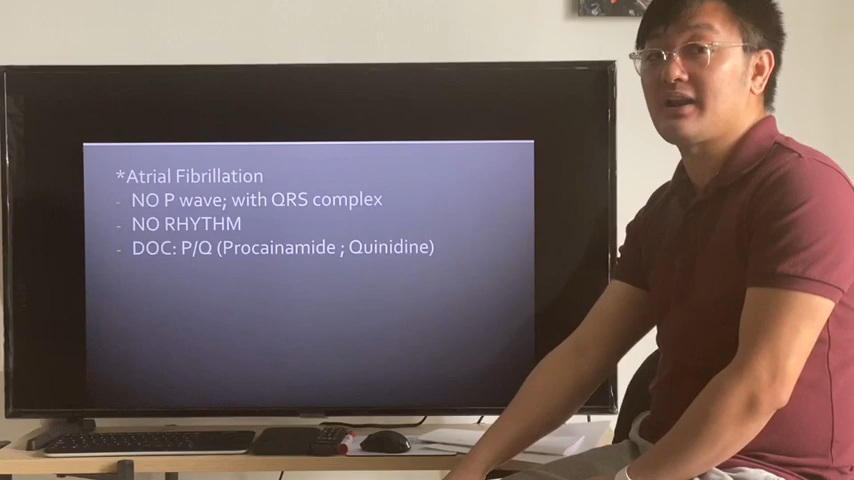 *Atrial Fibrillation
- NO P wave; with QRS complex
- NO RHYTHM
- DOC: P/Q (Procainamide ; Quinidine)